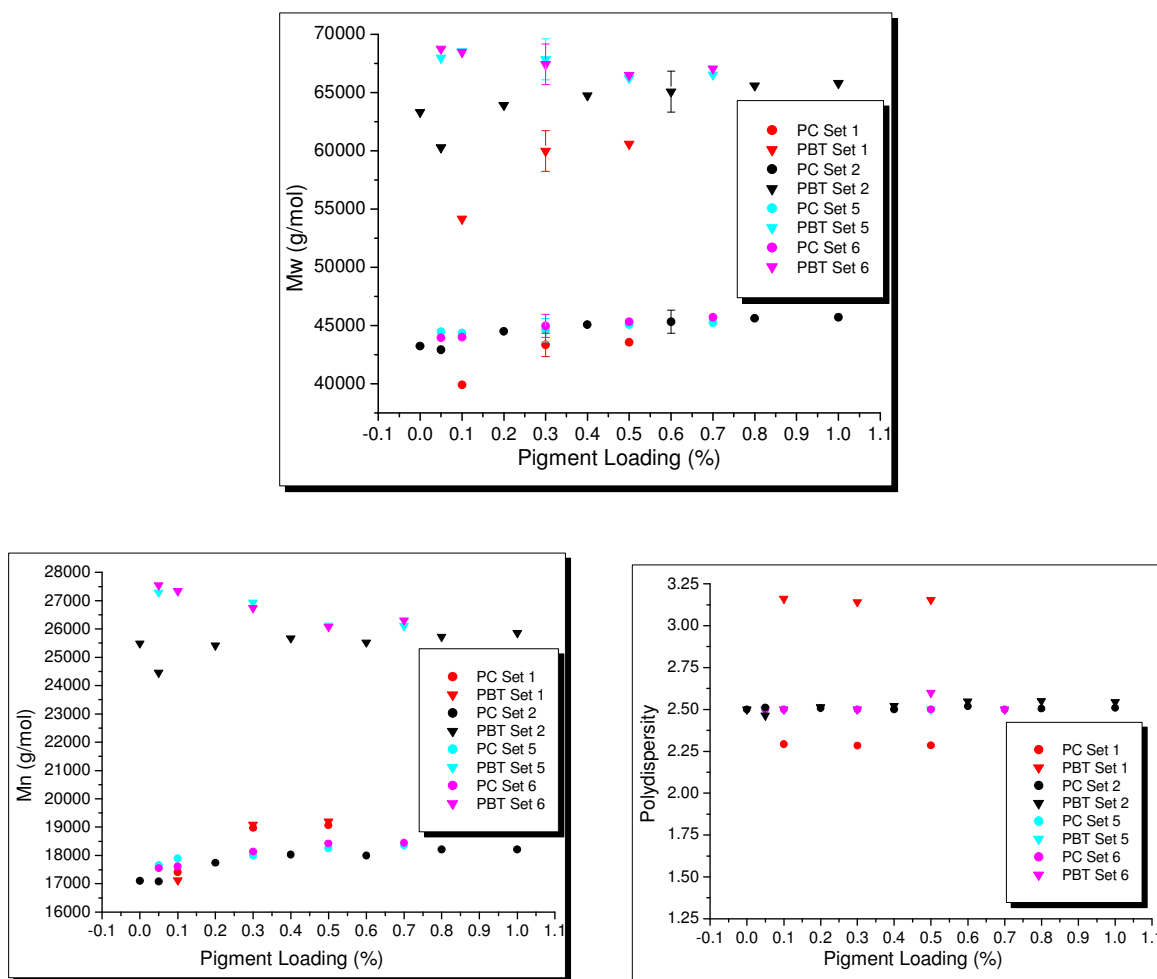 70000
65000
60000
55000
50000
45000
40000
Mw (g/mol)
-0.1 0.0 0.1 0.2 0.3 0.4 0.5 0.6 0.7 0.8 0.9 1.0 1.1
Pigment Loading (%)
PC Set 1
PBT Set 1
PC Set 2
PBT Set 2
PC Set 5
PBT Set 5
PC Set 6
PBT Set 6
28000
27000
26000
25000
24000
23000
22000
21000
20000
19000
18000
17000
16000
Mn (g/mol)
-0.1 0.0 0.1 0.2 0.3 0.4 0.5 0.6 0.7 0.8 0.9 1.0 1.1
Pigment Loading (%)
PC Set 1
PBT Set 1
PC Set 2
PBT Set 2
PC Set 5
PBT Set 5
PC Set 6
PBT Set 6
3.25
3.00
2.75
2.50
2.25
2.00
1.75
1.50
1.25
Polydispersity
-0.1 0.0 0.1 0.2 0.3 0.4 0.5 0.6 0.7 0.8 0.9 1.0 1.1
Pigment Loading (%)
PC Set 1
PBT Set 1
PC Set 2
PBT Set 2
PC Set 5
PBT Set 5
PC Set 6
PBT Set 6